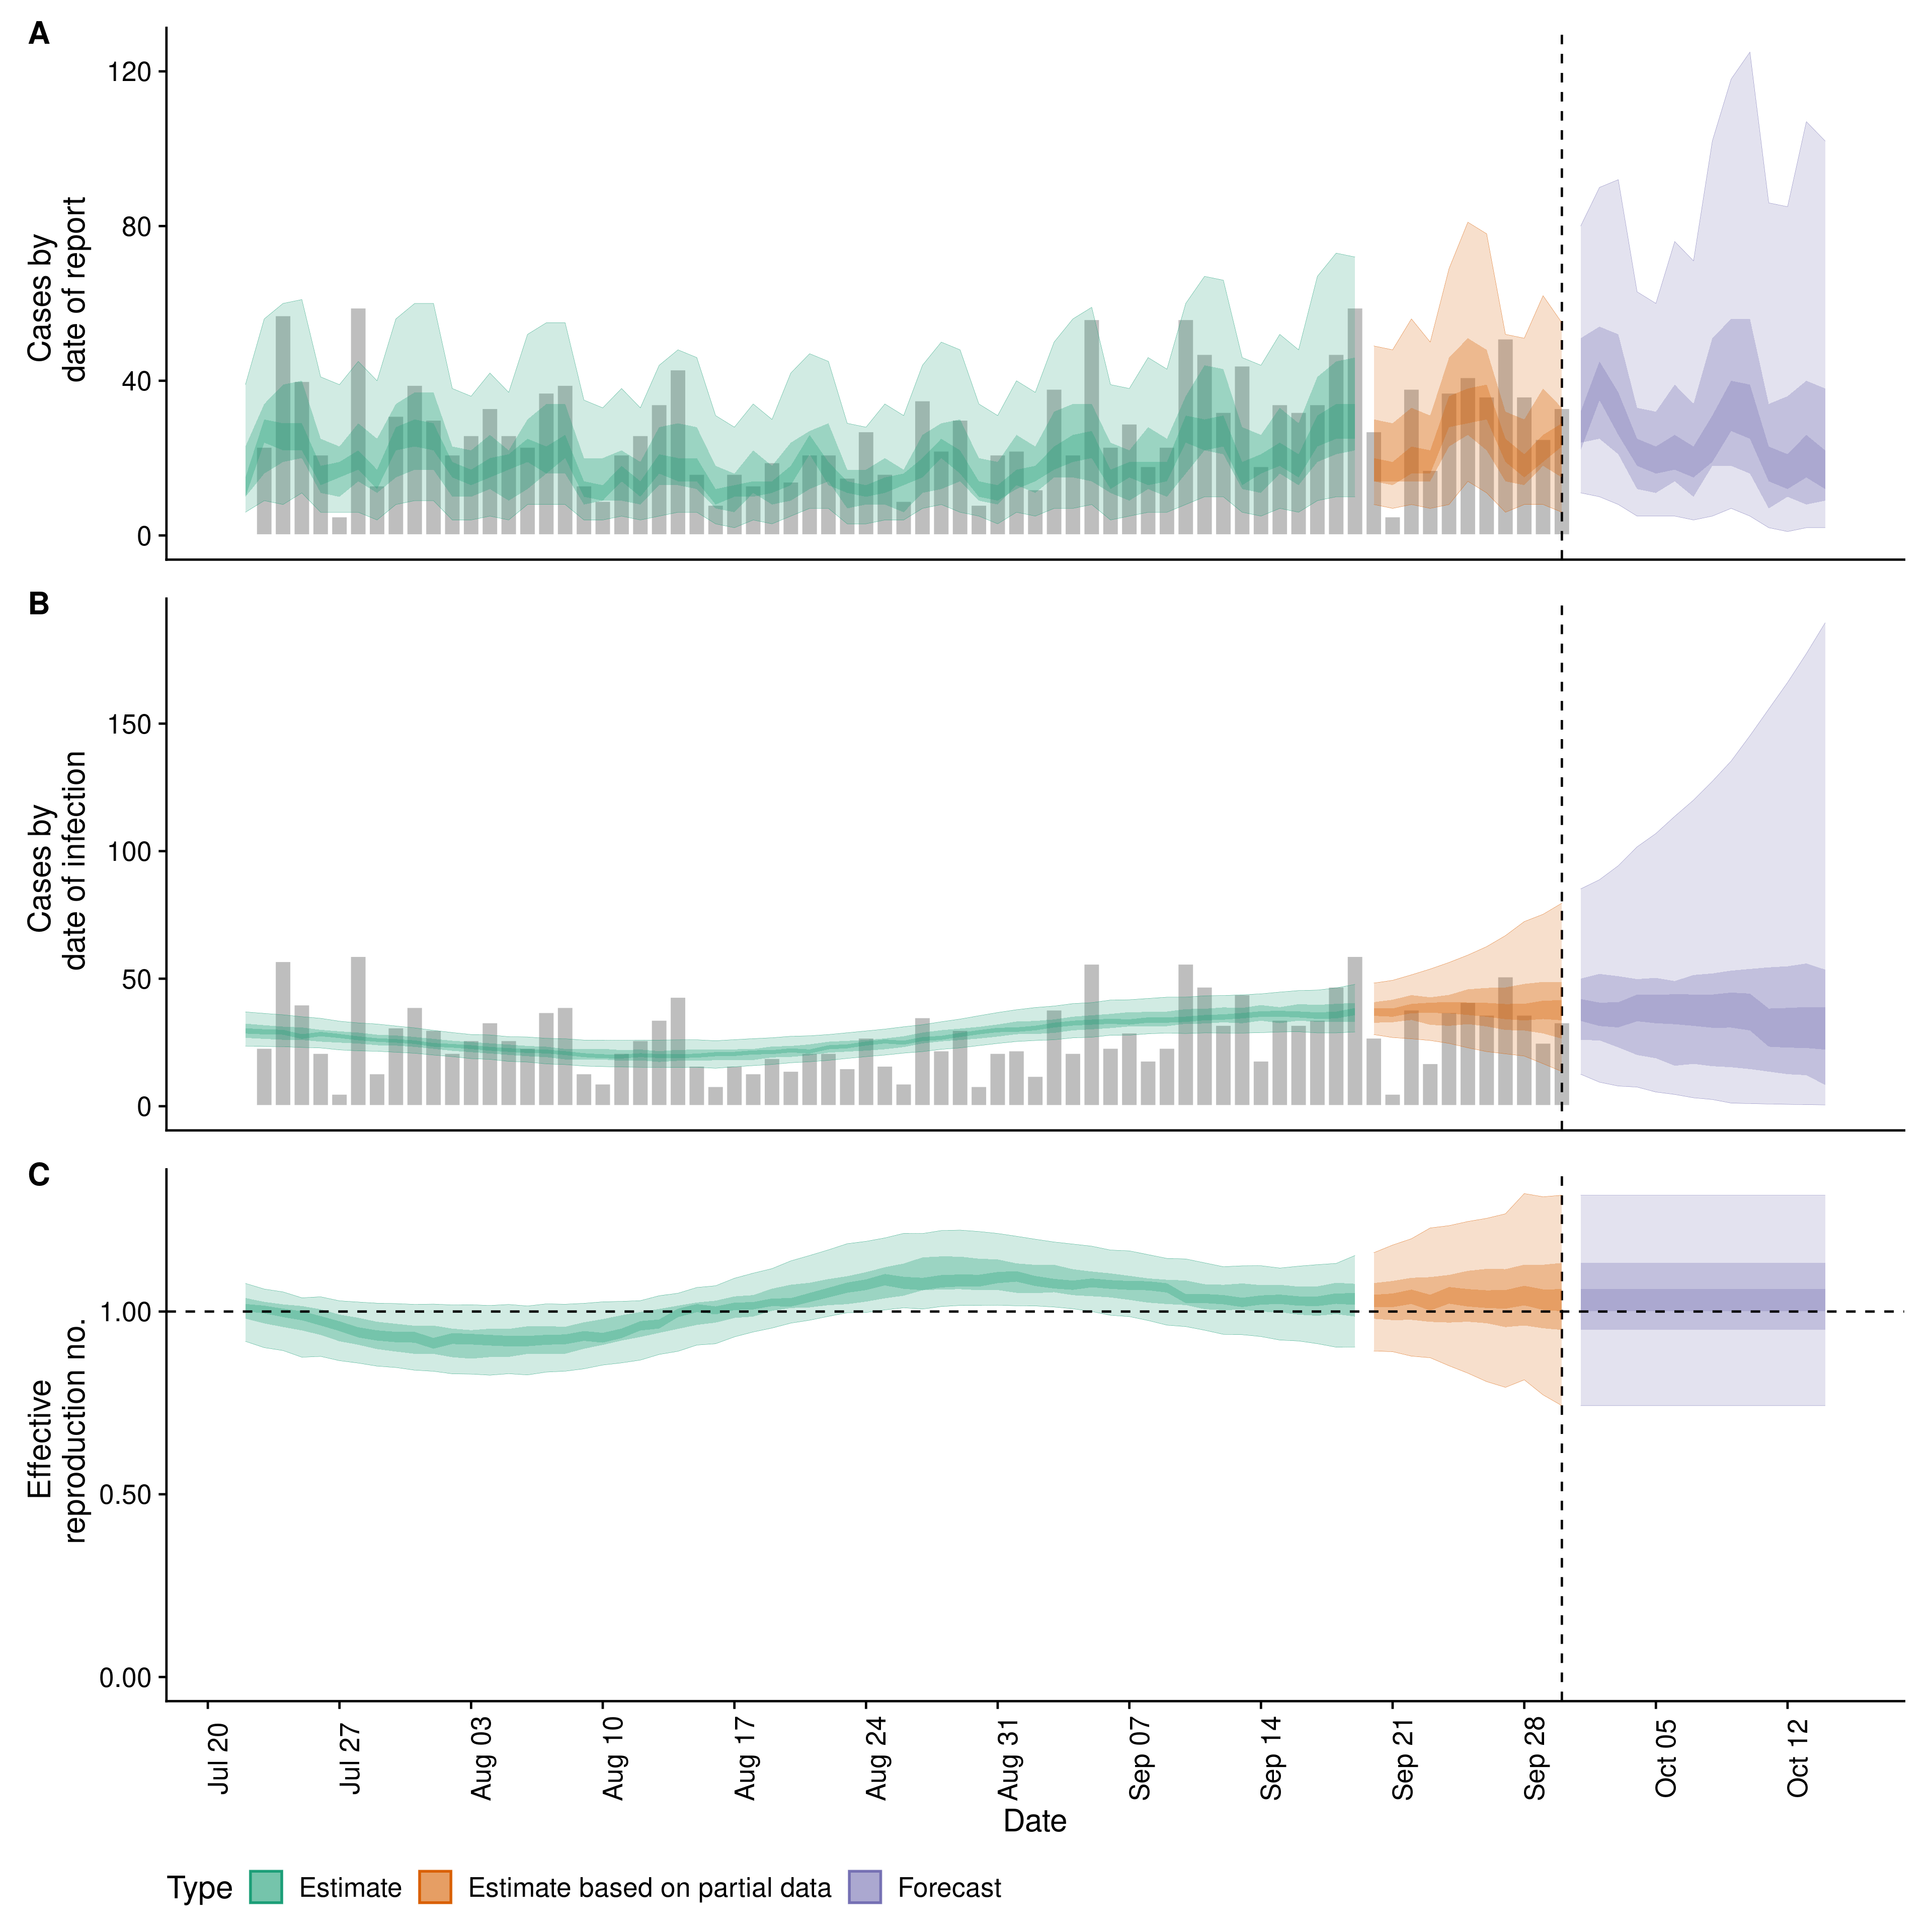 A
Cases by
date of report
120
80
40
0
B
Cases by
date of infection
150
100
50
0
C
Effective
reproduction no.
1.00
0.50
0.00
Jul 20
Jul 27
Aug 03
Aug 10
Aug 17
Aug 24
Aug 31
Sep 07
Sep 14
Sep 21
Sep 28
Oct 05
Oct 12
Date
Type Estimate Estimate based on partial data Forecast